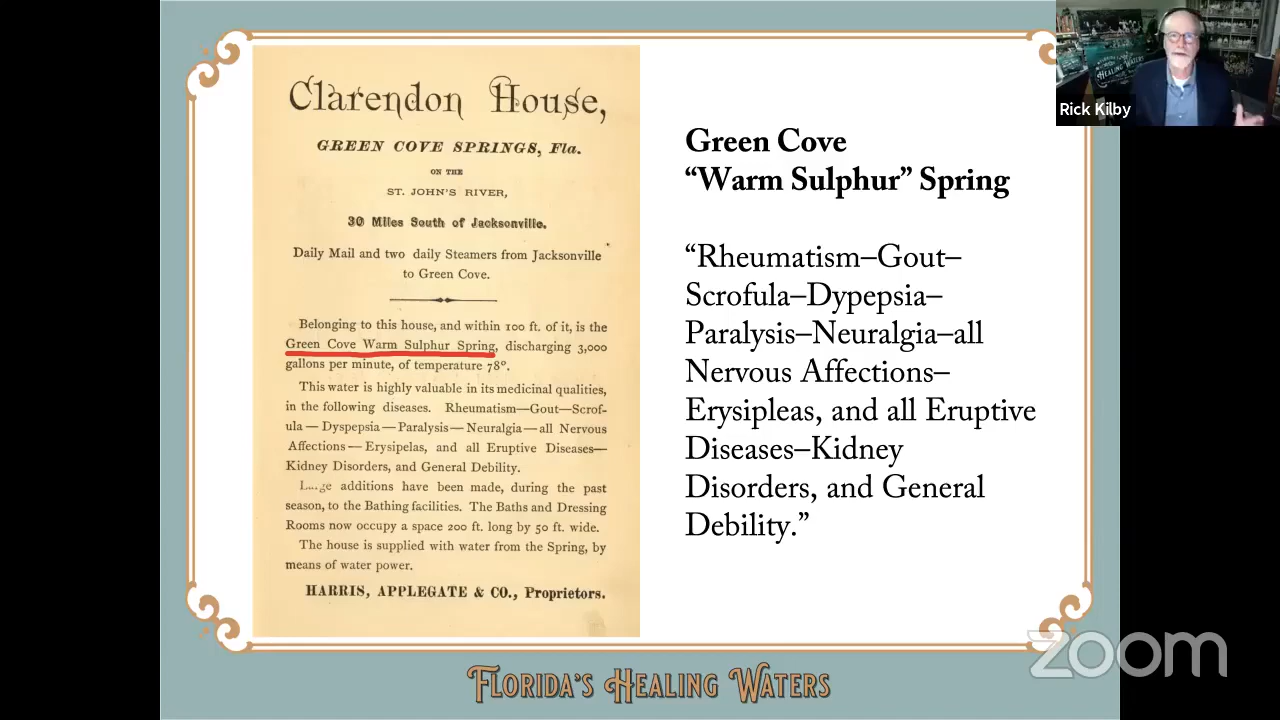 Clarendon House,
GREEN COVE SPRINGS, Fla.
ON THE
ST. JOHN'S RIVER,
30 Miles South of Jacksonville.
Daily Mail and two daily Steamers from Jacksonville
to Green Cove.
Belonging to this house, and within 100 ft. of it, is the
Green Cove Warm Sulphur Spring, discharging 3,000
gallons per minute, of temperature 78°.
This water is highly valuable in its medicinal qualities,
in the following diseases. Rheumatism—Gout—Scrof-
ula — Dyspepsia — Paralysis — Neuralgia — all Nervous
Affections — Erysipelas, and all Eruptive Diseases—
Kidney Disorders, and General Debility.
additions have been made, during the past
season, to the Bathing facilities. The Baths and Dressing
Rooms now occupy a space 200 ft. long by 50 ft. wide.
The house is supplied with water from the Spring, by
means of water power.
HARRIS, APPLEGATE & CO., Proprietors.
Green Cove
“Warm Sulphur” Spring
“Rheumatism–Gout–
Scrofula–Dypepsia–
Paralysis–Neuralgia–all
Nervous Affections–
Erysipleas, and all Eruptive
Diseases–Kidney
Disorders, and General
Debility.”
FLORIDA'S HEALING WATERS
HEALING WATERS
Rick Kilby
zoom